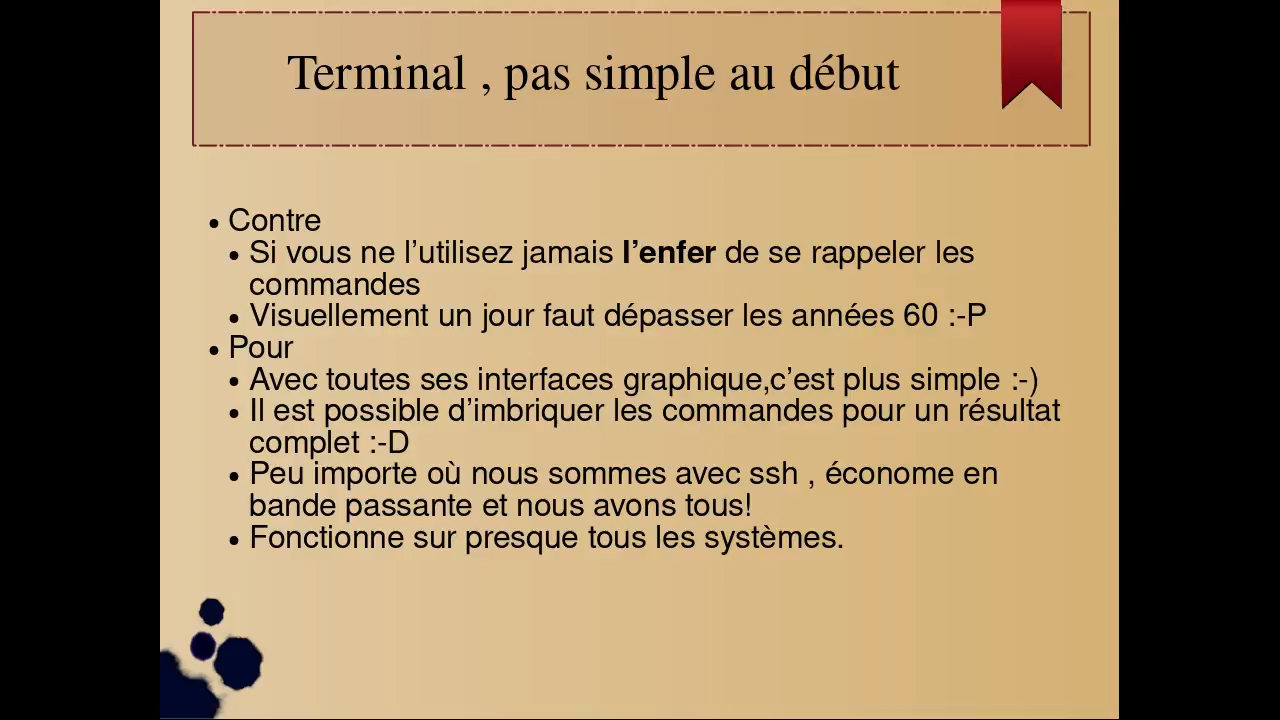 Terminal , pas simple au début
• Contre
• Si vous ne l’utilisez jamais l’enfer de se rappeler les
commandes
• Visuellement un jour faut dépasser les années 60 :-P
• Pour
• Avec toutes ses interfaces graphique,c’est plus simple :-)
• Il est possible d’imbriquer les commandes pour un résultat
complet :-D
• Peu importe où nous sommes avec ssh , économe en
bande passante et nous avons tous!
• Fonctionne sur presque tous les systèmes.